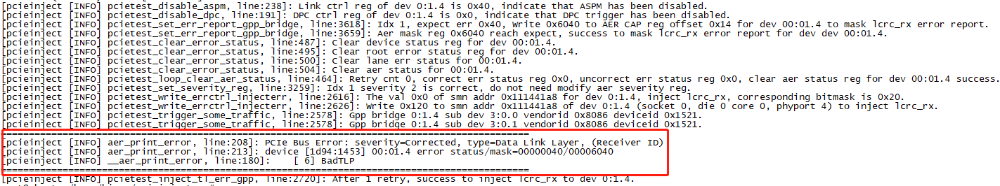 [pcieinject [INFO] pcietest_disable_aspm, line:238]: Link ctrl reg of dev 0:1.4 is 0x40, indicate that ASPM has been disabled.
[pcieinject [INFO] pcietest_disable_dpc, line:191]: DPC ctrl reg of dev 0:1.4 is 0x0, indicate that DPC trigger has been disabled.
[pcieinject [INFO] pcietest_set_err_report_gpp_bridge, line:3618]: Idx 1, expect err 0x40, Write 0x6040 to AER CAP reg offset 0x14 for dev 00:01.4 to mask lcrc_rx error report.
[pcieinject [INFO] pcietest_set_err_report_gpp_bridge, line:3659]: Aer mask reg 0x6040 reach expect, success to mask lcrc_rx error report for dev dev 00:01.4.
[pcieinject [INFO] pcietest_clear_error_status, line:487]: Clear device status reg for dev 00:01.4.
[pcieinject [INFO] pcietest_clear_error_status, line:495]: Clear root error status reg for dev 00:01.4.
[pcieinject [INFO] pcietest_clear_error_status, line:500]: Clear lane err status for 00:01.4.
[pcieinject [INFO] pcietest_clear_error_status, line:504]: Clear aer status for 00:01.4.
[pcieinject [INFO] pcietest_loop_clear_aer_status, line:464]: Retry cnt 0, correct err status reg 0x0, uncorrect err status reg 0x0, clear aer status reg for dev 00:01.4 success.
[pcieinject [INFO] pcietest_set_severity_reg, line:3259]: Idx 1 severity 2 is correct, do not need modify aer severity reg.
[pcieinject [INFO] pcietest_write_errctrl_injecterr, line:2616]: The val 0x0 of smn addr 0x111441a8 for dev 0:1.4, inject lcrc_rx, corresponding bitmask is 0x20.
[pcieinject [INFO] pcietest_write_errctrl_injecterr, line:2626]: Write 0x120 to smn addr 0x111441a8 of dev 0:1.4 (socket 0, die 0 core 0, phyport 4) to inject lcrc_rx.
[pcieinject [INFO] pcietest_trigger_some_traffic, line:2578]: Gpp bridge 0:1.4 sub dev 3:0.0 vendorid 0x8086 deviceid 0x1521.
[pcieinject [INFO] pcietest_trigger_some_traffic, line:2578]: Gpp bridge 0:1.4 sub dev 3:0.1 vendorid 0x8086 deviceid 0x1521.
[pcieinject [INFO] aer_print_error, line:208]: PCIe Bus Error: severity=Corrected, type=Data Link Layer, (Receiver ID)
[pcieinject [INFO] aer_print_error, line:213]: device [1d94:1453] 00:01.4 error status/mask=00000040/00006040
[pcieinject [INFO] __aer_print_error, line:180]:    [ 6] BadTLP
[pcieinject [INFO] pcietest_inject_tl_err_gpp, line:2720]: After 1 retry, success to inject lcrc_rx to dev 0:1.4.